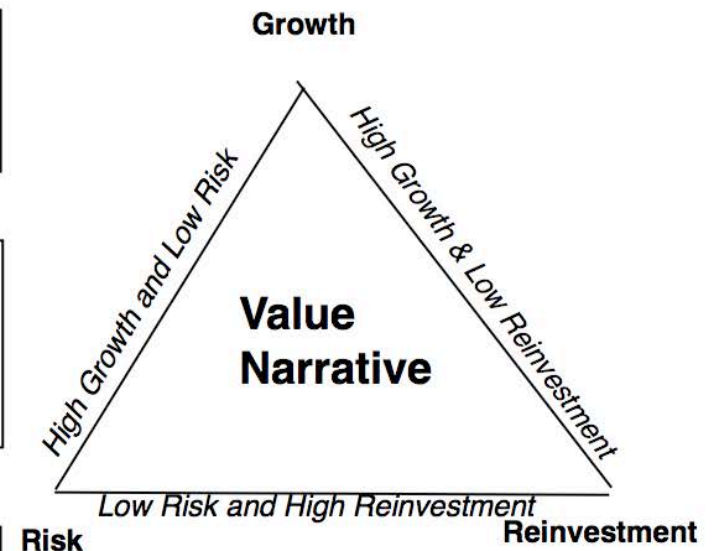 Growth
High Growth and Low Risk
High Growth & Low Reinvestment
Value
Narrative
Low Risk and High Reinvestment
Risk
Reinvestment